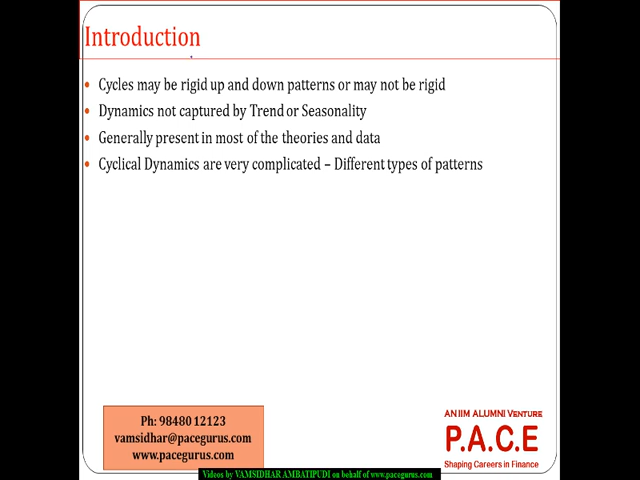 Introduction
Cycles may be rigid up and down patterns or may not be rigid
Dynamics not captured by Trend or Seasonality
Generally present in most of the theories and data
Cyclical Dynamics are very complicated – Different types of patterns
Ph: 98480 12123
vamsidhar@pacegurus.com
www.pacegurus.com
AN IIM ALUMNI VENTURE
P.A.C.E
Shaping Careers in Finance
Videos by VAMSIDHAR AMBATIPUDI on behalf of www.pacegurus.com